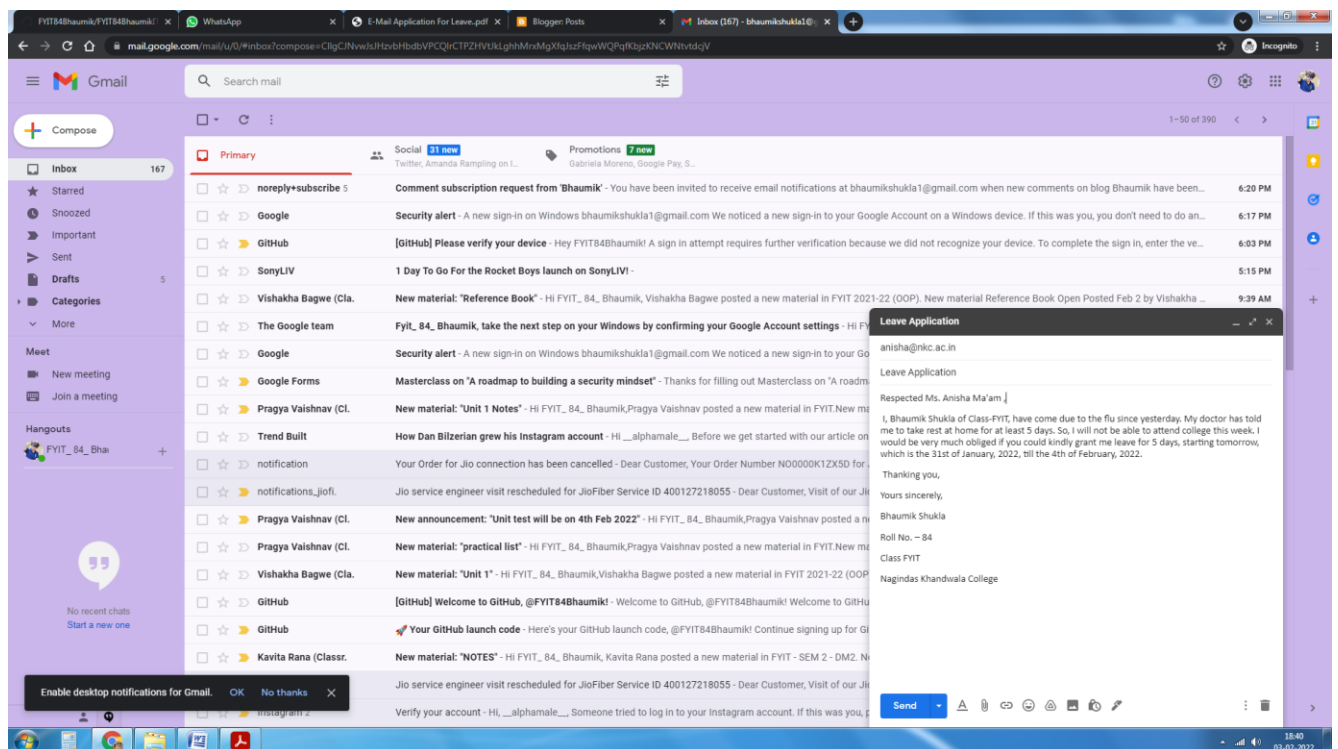 FYIT84Bhaumik/FYIT84Bhaumik
WhatsApp
E-Mail Application For Leave..pdf
Blogger: Posts
Inbox (167) - bhaumikshukla1@
mail.google.com/mail/u/0/#inbox?compose=
Incognito
Gmail
Search mail
Compose
1–50 of 390
Inbox 167
Starred
Snoozed
Important
Sent
Drafts 5
Categories
More
Meet
New meeting
Join a meeting
Hangouts
FYIT_ 84_ Bhau
No recent chats
Start a new one
Primary
Social 31 new
Twitter, Amanda Rampling on I...
Promotions 7 new
Gabriela Moreno, Google Pay, S...
noreply+subscribe 5 Comment subscription request from 'Bhaumik' - You have been invited to receive email notifications at bhaumikshukla1@gmail.com when new comments on blog Bhaumik have been... 6:20 PM
Google Security alert - A new sign-in on Windows bhaumikshukla1@gmail.com We noticed a new sign-in to your Google Account on a Windows device. If this was you, you don't need to do an... 6:17 PM
GitHub [GitHub] Please verify your device - Hey FYIT84Bhaumik! A sign in attempt requires further verification because we did not recognize your device. To complete the sign in, enter the ve... 6:03 PM
SonyLIV 1 Day To Go For the Rocket Boys launch on SonyLIV! - 5:15 PM
Vishakha Bagwe (Cla. New material: "Reference Book" - Hi FYIT_ 84_ Bhaumik, Vishakha Bagwe posted a new material in FYIT 2021-22 (OOP). New material Reference Book Open Posted Feb 2 by Vishakha ... 9:39 AM
The Google team Fyit_ 84_ Bhaumik, take the next step on your Windows by confirming your Google Account settings - Hi FY
Google Security alert - A new sign-in on Windows bhaumikshukla1@gmail.com We noticed a new sign-in to your Go
Google Forms Masterclass on "A roadmap to building a security mindset" - Thanks for filling out Masterclass on "A roadm
Pragya Vaishnav (Cl. New material: "Unit 1 Notes" - Hi FYIT_ 84_ Bhaumik,Pragya Vaishnav posted a new material in FYIT.New ma
Trend Built How Dan Bilzerian grew his Instagram account - Hi __alphamale__, Before we get started with our article on
notification Your Order for Jio connection has been cancelled - Dear Customer, Your Order Number NO0000K1ZX5D for
notifications_jiofi. Jio service engineer visit rescheduled for JioFiber Service ID 400127218055 - Dear Customer, Visit of our Ji
Pragya Vaishnav (Cl. New announcement: "Unit test will be on 4th Feb 2022" - Hi FYIT_ 84_ Bhaumik,Pragya Vaishnav posted a n
Pragya Vaishnav (Cl. New material: "practical list" - Hi FYIT_ 84_ Bhaumik,Pragya Vaishnav posted a new material in FYIT.New ma
Vishakha Bagwe (Cla. New material: "Unit 1" - Hi FYIT_ 84_ Bhaumik,Vishakha Bagwe posted a new material in FYIT 2021-22 (OOP
GitHub [GitHub] Welcome to GitHub, @FYIT84Bhaumik! - Welcome to GitHub, @FYIT84Bhaumik! Welcome to GitHu
GitHub 🚀 Your GitHub launch code - Here's your GitHub launch code, @FYIT84Bhaumik! Continue signing up for Gi
Kavita Rana (Classr. New material: "NOTES" - Hi FYIT_ 84_ Bhaumik, Kavita Rana posted a new material in FYIT - SEM 2 - DM2. N
Jio service engineer visit rescheduled for JioFiber Service ID 400127218055 - Dear Customer, Visit of our Ji
Instagram 2 Verify your account - Hi, __alphamale__, Someone tried to log in to your Instagram account. If this was you,
Enable desktop notifications for Gmail. OK No thanks
Leave Application
anisha@nkc.ac.in
Leave Application
Respected Ms. Anisha Ma'am ,
I, Bhaumik Shukla of Class-FYIT, have come due to the flu since yesterday. My doctor has told
me to take rest at home for at least 5 days. So, I will not be able to attend college this week. I
would be very much obliged if you could kindly grant me leave for 5 days, starting tomorrow,
which is the 31st of January, 2022, till the 4th of February, 2022.
Thanking you,
Yours sincerely,
Bhaumik Shukla
Roll No. – 84
Class FYIT
Nagindas Khandwala College
Send
18:40
03-02-2022